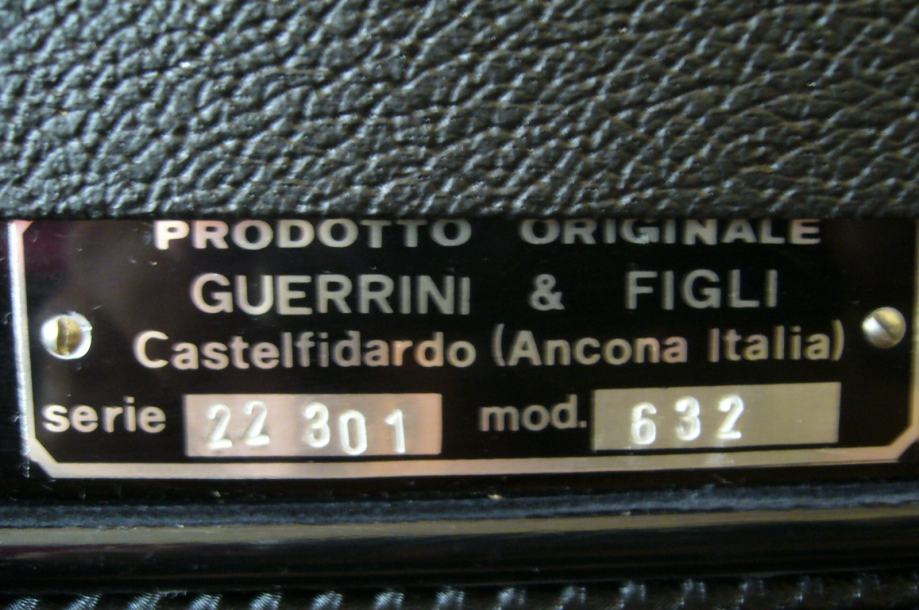 PRODOTTO ORIGINALE
GUERRINI & FIGLI
Castelfidardo (Ancona Italia)
serie 22 301 mod. 632